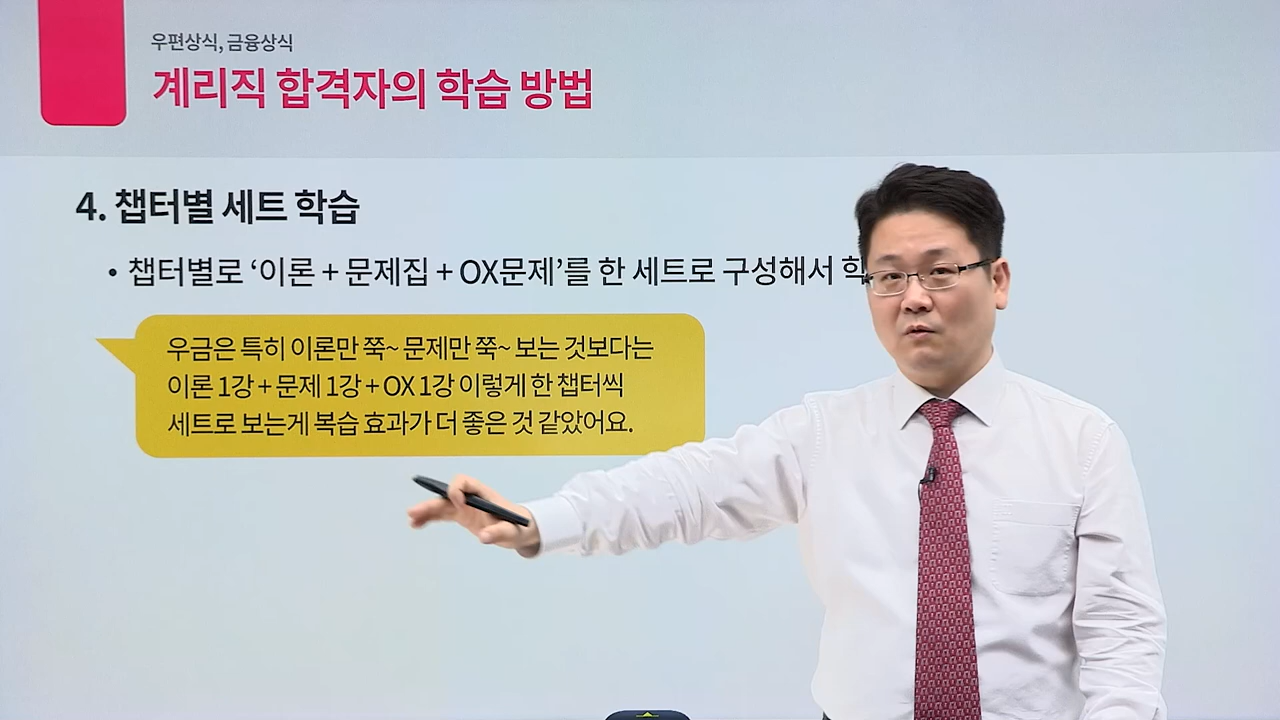 우편상식, 금융상식
계리직 합격자의 학습 방법
4. 챕터별 세트 학습
• 챕터별로 ‘이론 + 문제집 + OX문제’를 한 세트로 구성해서
우금은 특히 이론만 쭉~ 문제만 쭉~ 보는 것보다는
이론 1강 + 문제 1강 + OX 1강 이렇게 한 챕터씩
세트로 보는게 복습 효과가 더 좋은 것 같았어요.